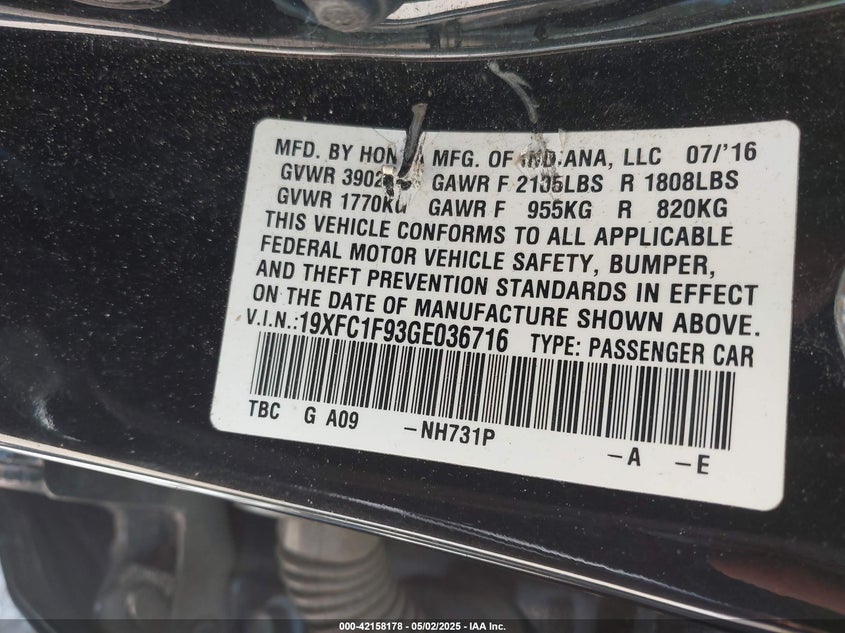 MFD. BY HONDA MFG. OF INDIANA, LLC 07/'16
GVWR 3902 GAWR F 2135LBS R 1808LBS
GVWR 1770KG GAWR F 955KG R 820KG
THIS VEHICLE CONFORMS TO ALL APPLICABLE
FEDERAL MOTOR VEHICLE SAFETY, BUMPER,
AND THEFT PREVENTION STANDARDS IN EFFECT
ON THE DATE OF MANUFACTURE SHOWN ABOVE.
V.I.N.:19XFC1F93GE036716 TYPE: PASSENGER CAR
TBC G A09 -NH731P
-A -E
000-42158178 - 05/02/2025 - IAA Inc.